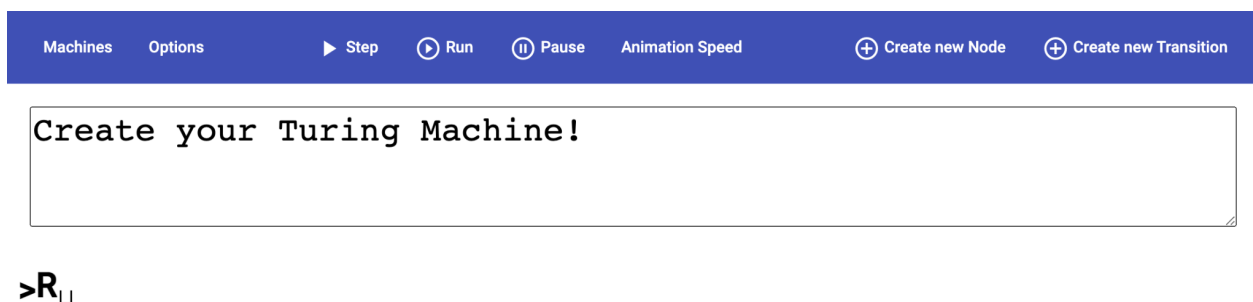 Machines Options Step Run Pause Animation Speed Create new Node Create new Transition
Create your Turing Machine!
>R⊔